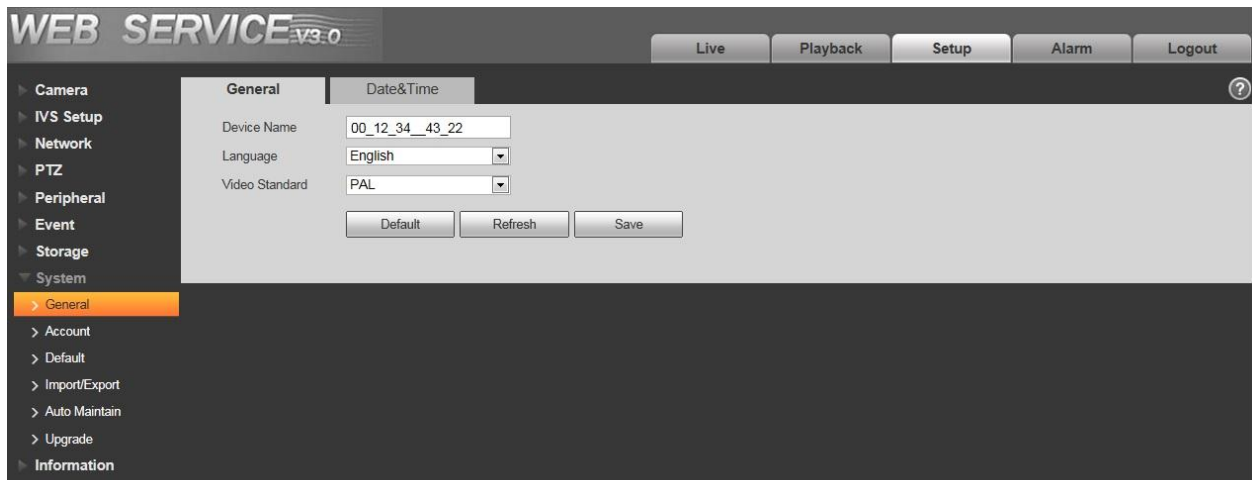 WEB SERVICE V3.0
Live Playback Setup Alarm Logout
Camera
IVS Setup
Network
PTZ
Peripheral
Event
Storage
System
General
Account
Default
Import/Export
Auto Maintain
Upgrade
Information
General Date&Time
?
Device Name 00_12_34__43_22
Language English
Video Standard PAL
Default Refresh Save